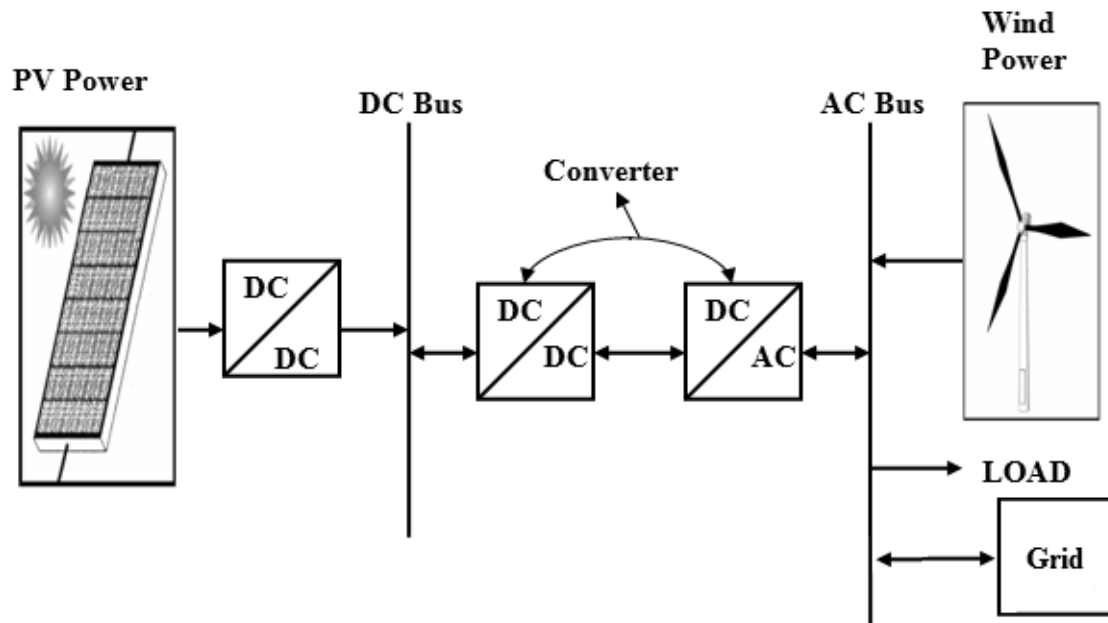 Wind
Power
PV Power
DC Bus
AC Bus
Converter
DC
DC
DC
DC
DC
AC
LOAD
Grid